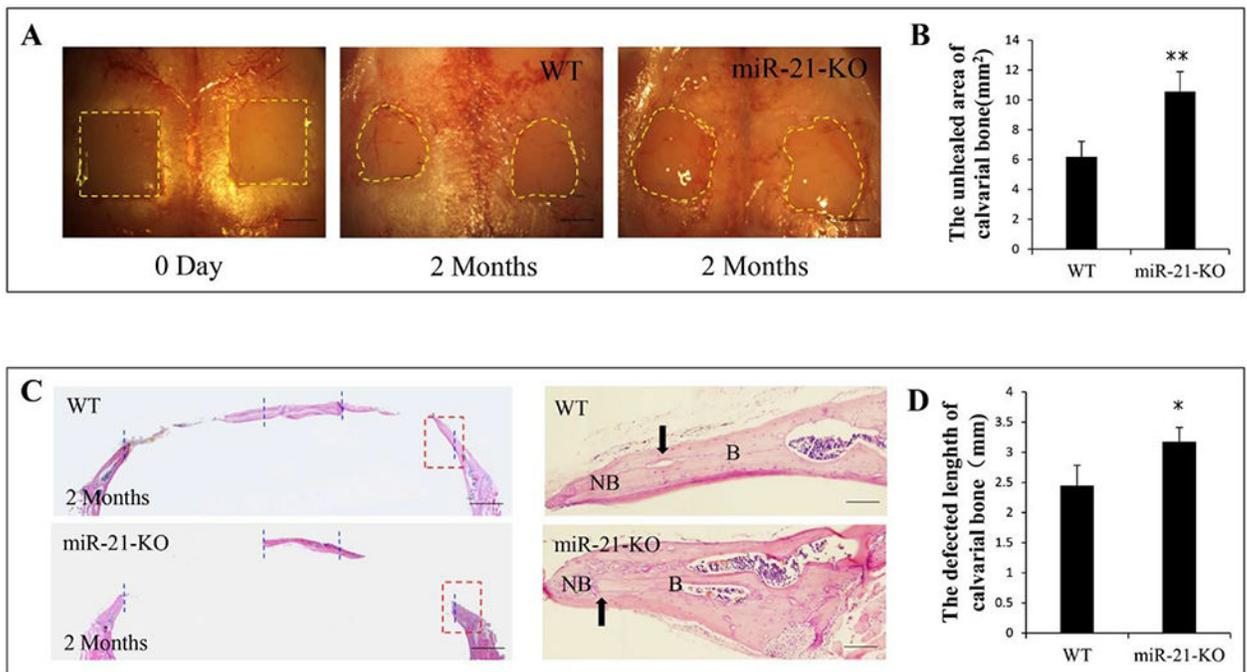 A
WT
miR-21-KO
0 Day
2 Months
2 Months
B
The unhealed area of
calvarial bone(mm²)
14
12
10
8
6
4
2
0
**
WT
miR-21-KO
C
WT
2 Months
miR-21-KO
2 Months
WT
B
NB
miR-21-KO
NB
B
D
The defected lenghth of
calvarial bone（mm）
4
3.5
3
2.5
2
1.5
1
0.5
0
*
WT
miR-21-KO